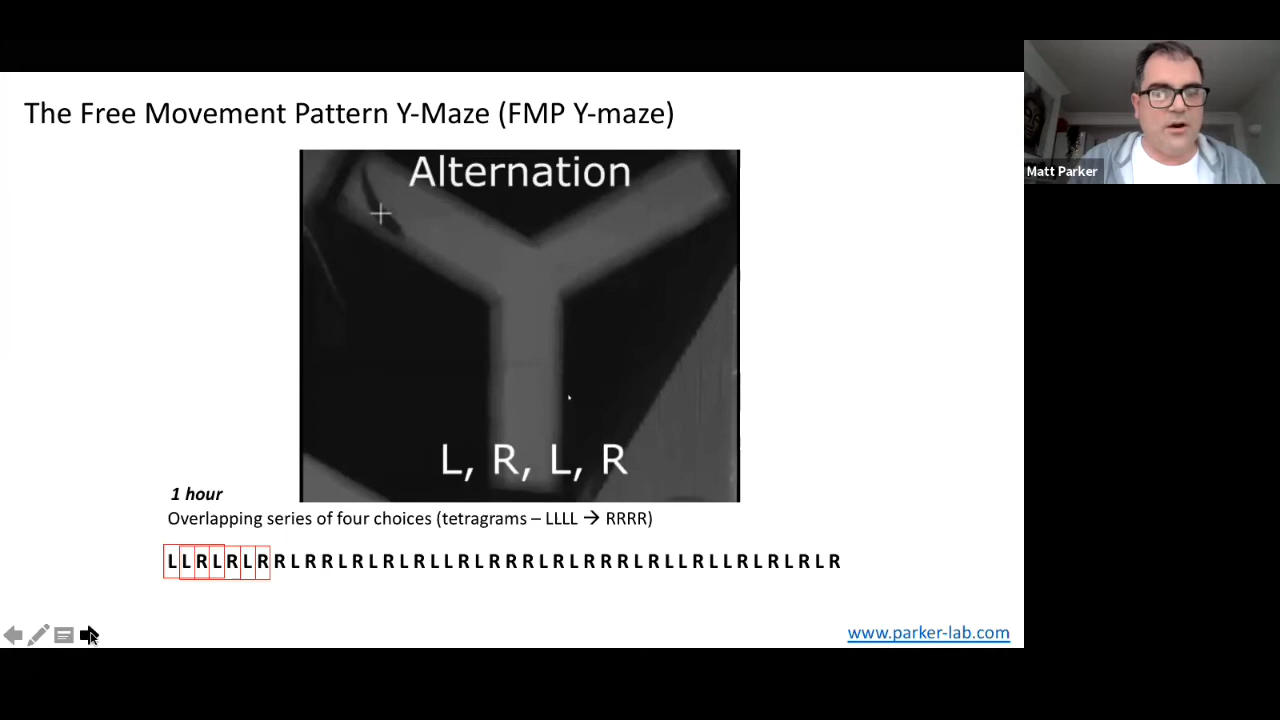 The Free Movement Pattern Y-Maze (FMP Y-maze)
Matt Parker
Alternation
L, R, L, R
1 hour
Overlapping series of four choices (tetragrams – LLLL → RRRR)
L L R L R L R R L R R L R L R L R L L R L R R R L R L R R R L R L L R L L R L R L R L R
www.parker-lab.com